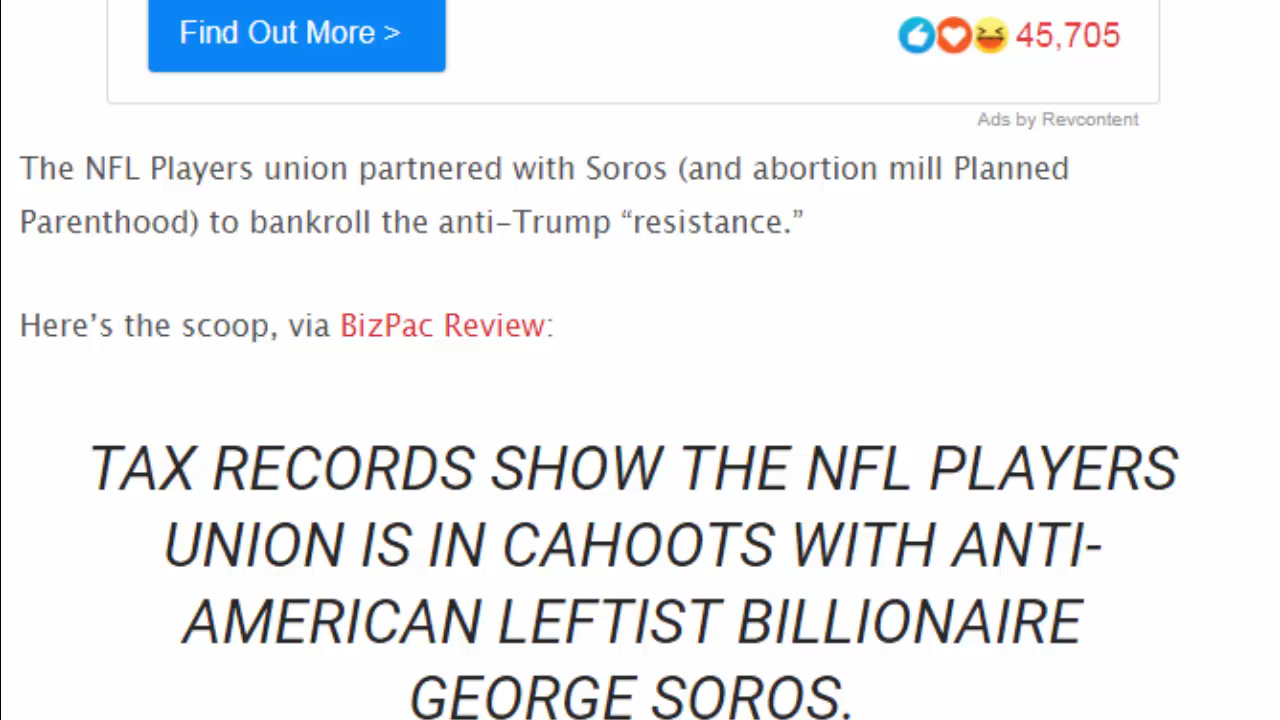 Find Out More >
45,705
Ads by Revcontent
The NFL Players union partnered with Soros (and abortion mill Planned
Parenthood) to bankroll the anti-Trump “resistance.”
Here’s the scoop, via BizPac Review:
TAX RECORDS SHOW THE NFL PLAYERS
UNION IS IN CAHOOTS WITH ANTI-
AMERICAN LEFTIST BILLIONAIRE
GEORGE SOROS.